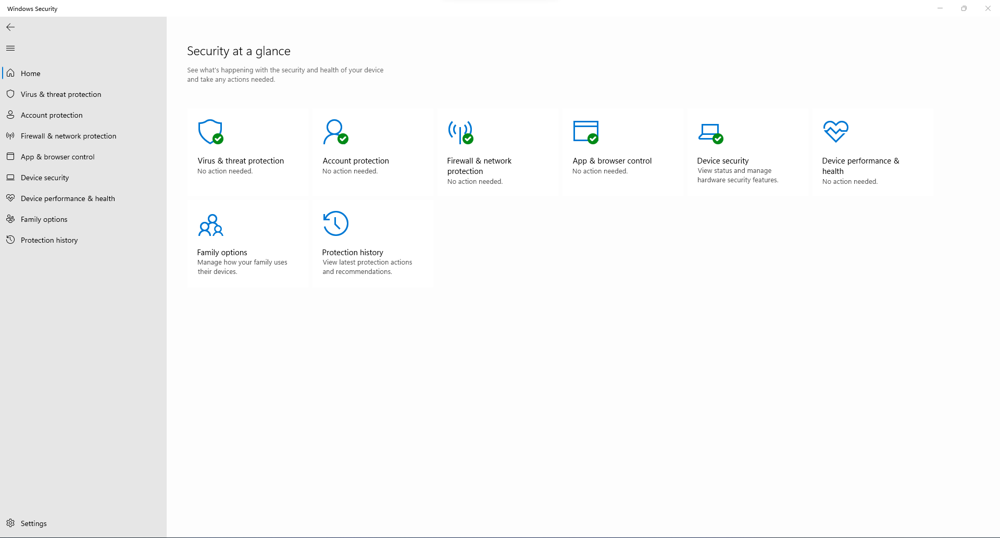 Windows Security
Home
Virus & threat protection
Account protection
Firewall & network protection
App & browser control
Device security
Device performance & health
Family options
Protection history
Settings
Security at a glance
See what's happening with the security and health of your device
and take any actions needed.
Virus & threat protection
No action needed.
Account protection
No action needed.
Firewall & network
protection
No action needed.
App & browser control
No action needed.
Device security
View status and manage
hardware security features.
Device performance &
health
No action needed.
Family options
Manage how your family uses
their devices.
Protection history
View latest protection actions
and recommendations.